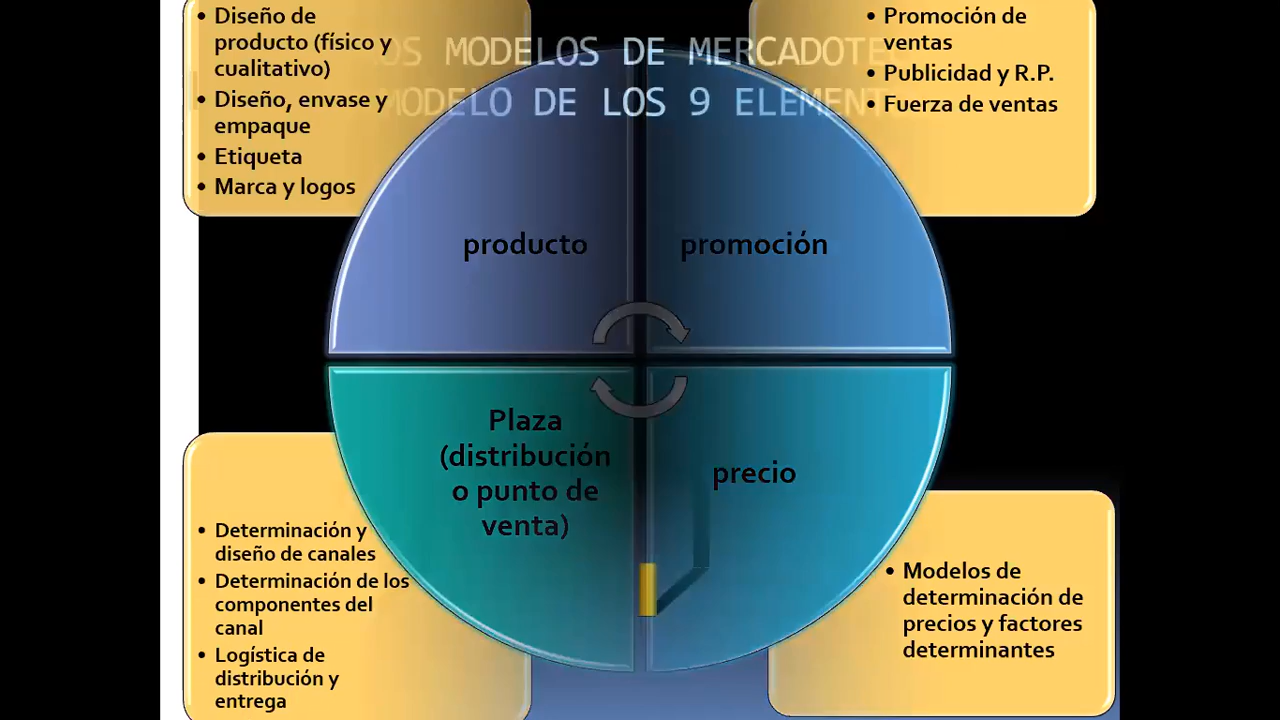 • Diseño de
producto (físico y
cualitativo)
• Diseño, envase y
empaque
• Etiqueta
• Marca y logos
• Promoción de
ventas
• Publicidad y R.P.
• Fuerza de ventas
MODELOS DE
MODELO DE LOS 9
producto
promoción
Plaza
(distribución
o punto de
venta)
precio
• Determinación y
diseño de canales
• Determinación de los
componentes del
canal
• Logística de
distribución y
entrega
• Modelos de
determinación de
precios y factores
determinantes